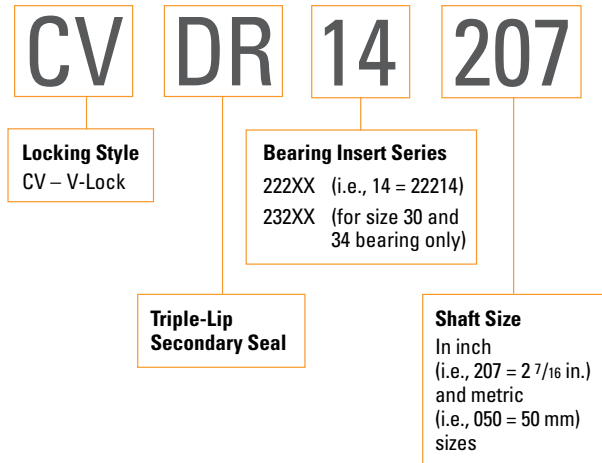 CV DR 14 207
Locking Style
CV – V-Lock
Bearing Insert Series
222XX (i.e., 14 = 22214)
232XX (for size 30 and
34 bearing only)
Triple-Lip
Secondary Seal
Shaft Size
In inch
(i.e., 207 = 2 7/16 in.)
and metric
(i.e., 050 = 50 mm)
sizes